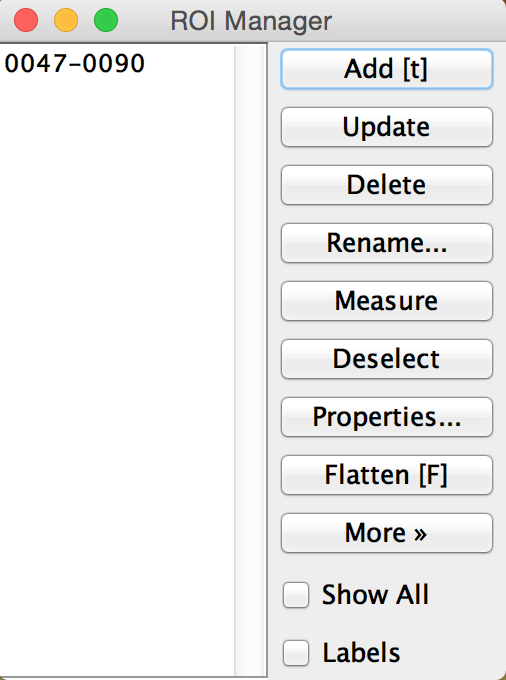 ROI Manager
0047-0090
Add [t]
Update
Delete
Rename...
Measure
Deselect
Properties...
Flatten [F]
More »
Show All
Labels